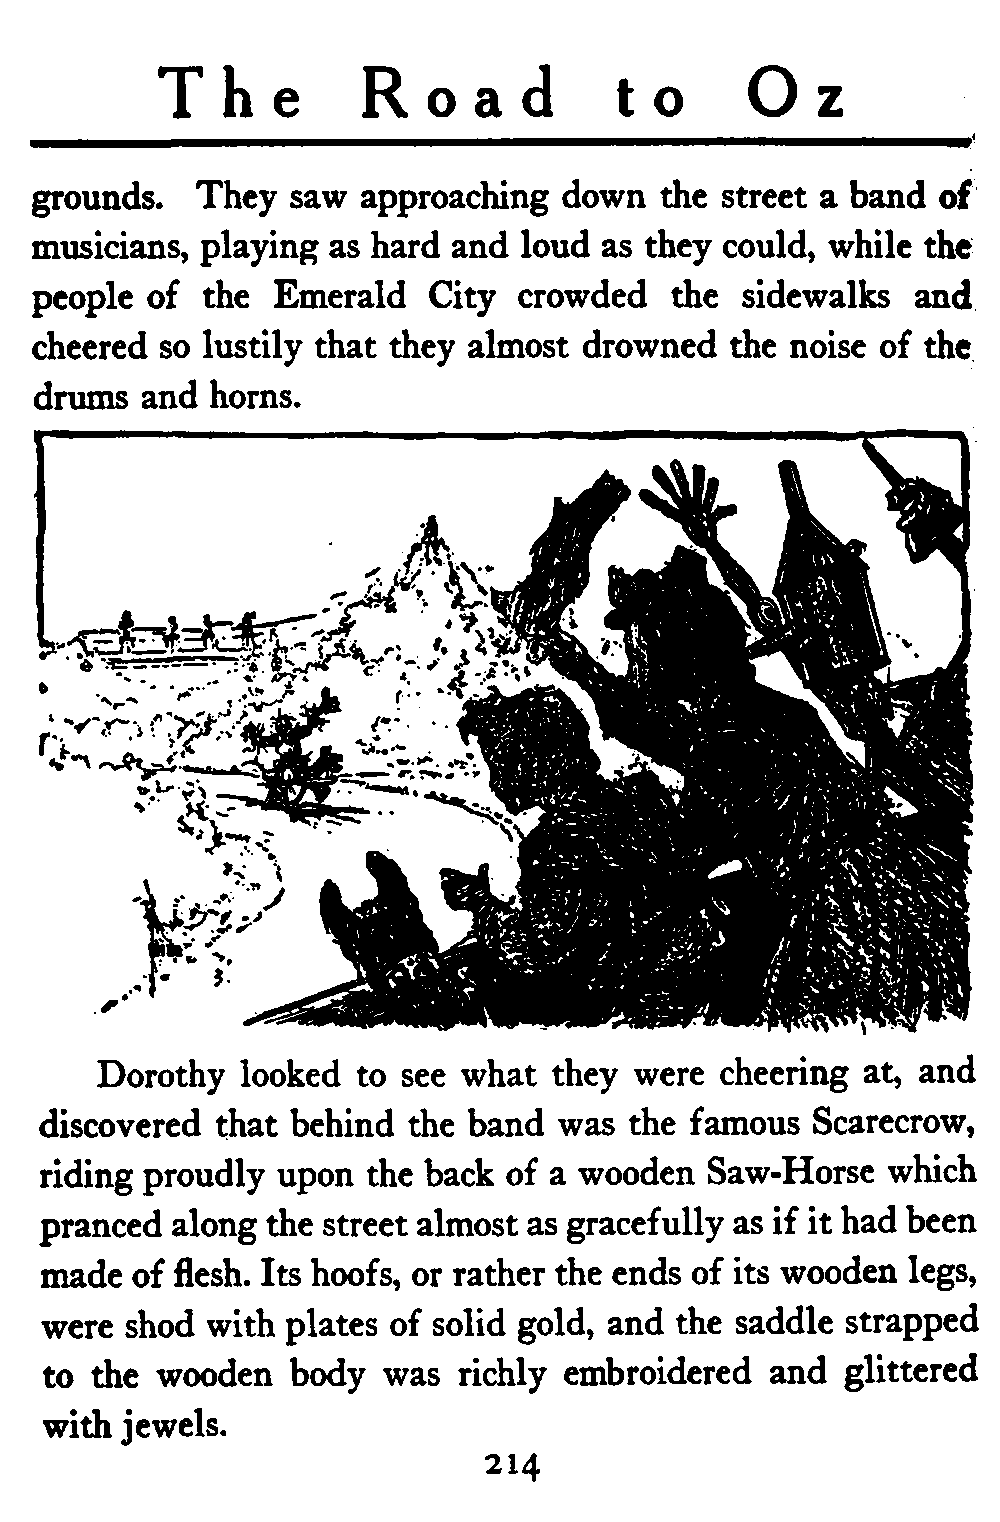 The Road to Oz
grounds. They saw approaching down the street a band of
musicians, playing as hard and loud as they could, while the
people of the Emerald City crowded the sidewalks and
cheered so lustily that they almost drowned the noise of the
drums and horns.
Dorothy looked to see what they were cheering at, and
discovered that behind the band was the famous Scarecrow,
riding proudly upon the back of a wooden Saw-Horse which
pranced along the street almost as gracefully as if it had been
made of flesh. Its hoofs, or rather the ends of its wooden legs,
were shod with plates of solid gold, and the saddle strapped
to the wooden body was richly embroidered and glittered
with jewels.
214